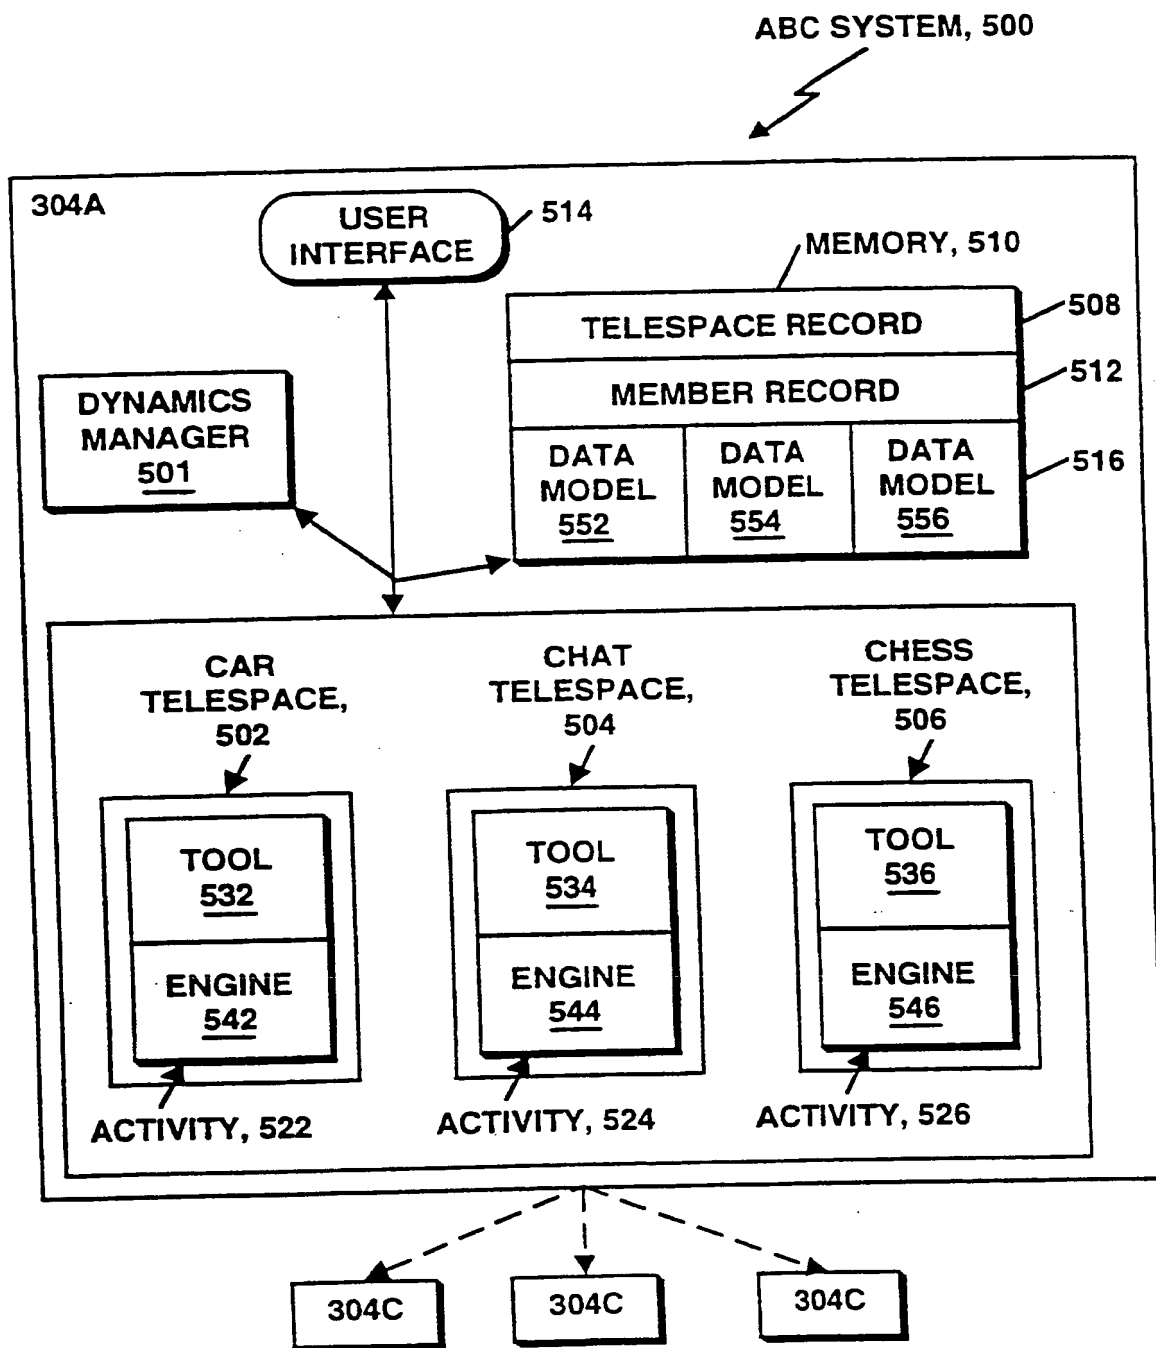 ABC SYSTEM, 500
304A
USER
INTERFACE
514
MEMORY, 510
TELESPACE RECORD
508
MEMBER RECORD
512
DYNAMICS
MANAGER
501
DATA
MODEL
552
DATA
MODEL
554
DATA
MODEL
556
516
CAR
TELESPACE,
502
CHAT
TELESPACE,
504
CHESS
TELESPACE,
506
TOOL
532
ENGINE
542
TOOL
534
ENGINE
544
TOOL
536
ENGINE
546
ACTIVITY, 522
ACTIVITY, 524
ACTIVITY, 526
304C
304C
304C